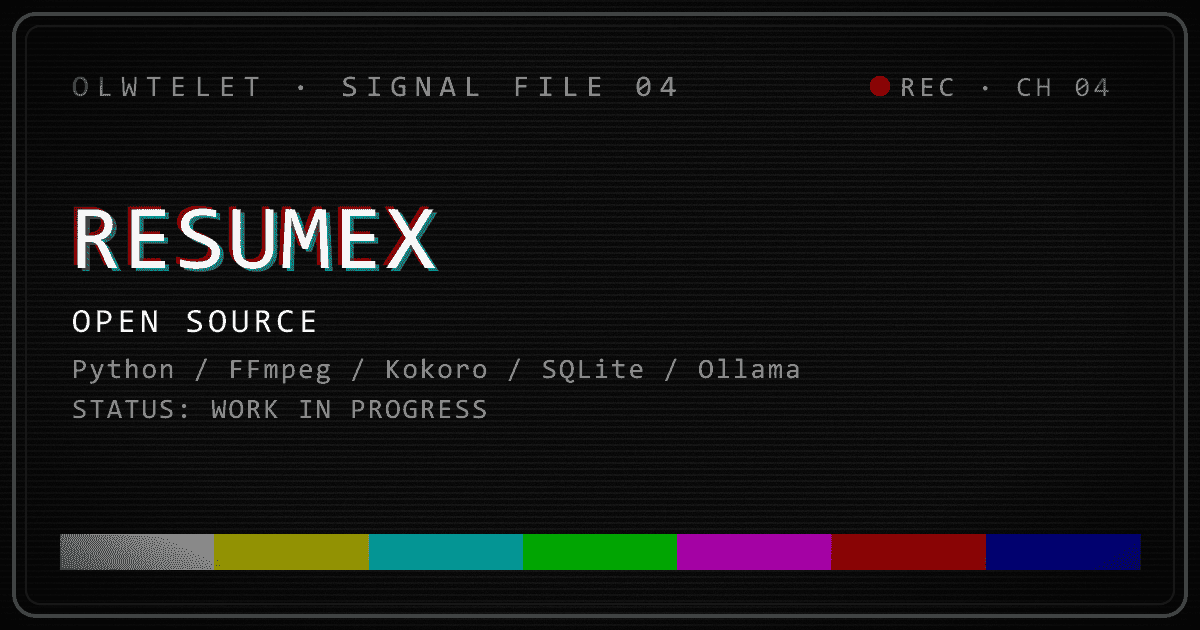 OLWTELET · SIGNAL FILE 04
REC · CH 04
RESUMEX
OPEN SOURCE
Python / FFmpeg / Kokoro / SQLite / Ollama
STATUS: WORK IN PROGRESS